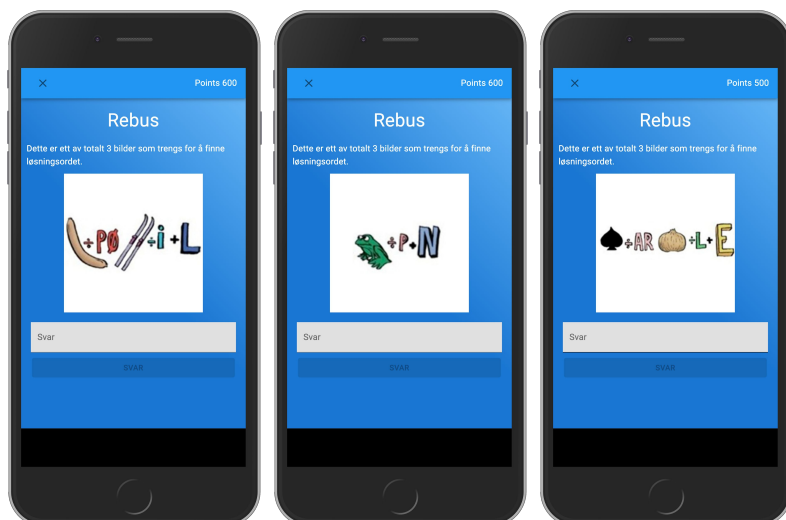 Points 600
Rebus
Dette er ett av totalt 3 bilder som trengs for å finne
løsningsordet.
÷PØ ÷i+L
Svar
SVAR
Points 600
Rebus
Dette er ett av totalt 3 bilder som trengs for å finne
løsningsordet.
÷P+N
Svar
SVAR
Points 500
Rebus
Dette er ett av totalt 3 bilder som trengs for å finne
løsningsordet.
÷AR ÷L+E
Svar
SVAR